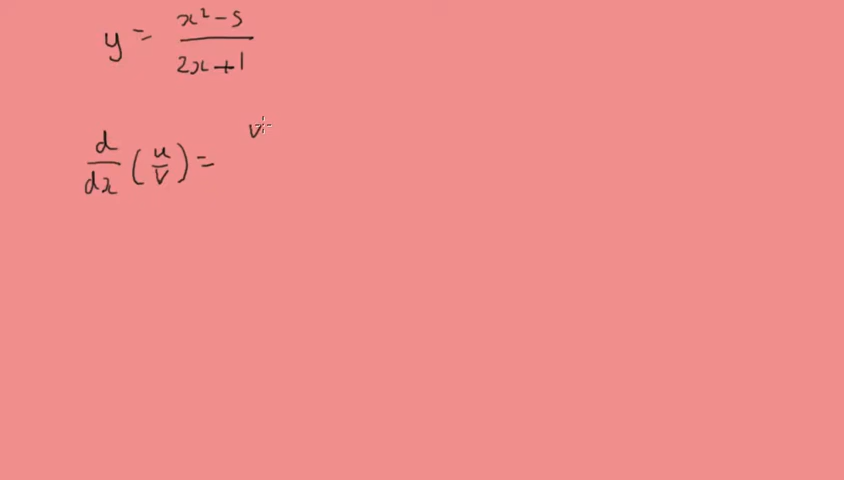 y = x² - 5 / 2x + 1
d/dx (u/v) = v